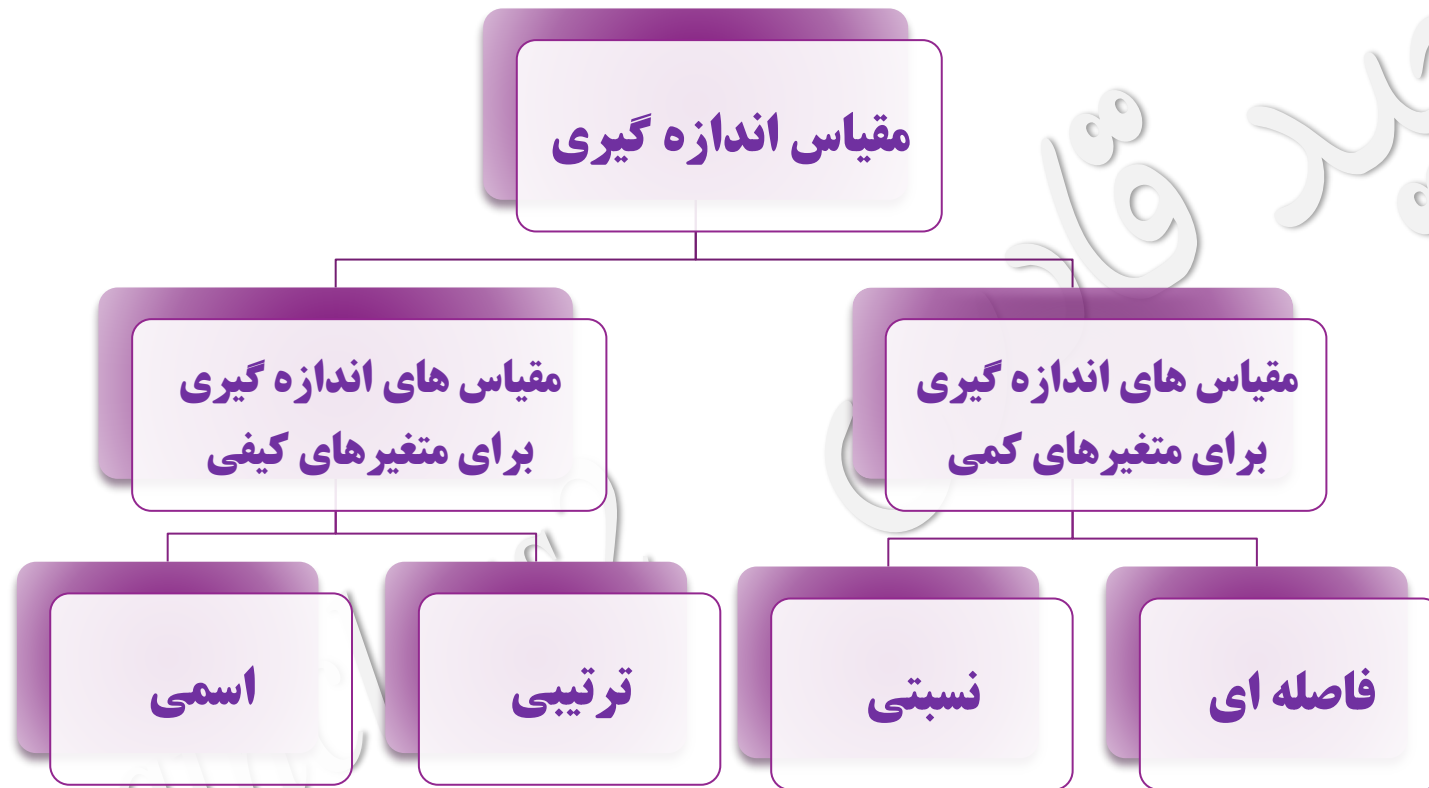 مقیاس اندازه گیری
مقیاس های اندازه گیری
برای متغیرهای کمی
مقیاس های اندازه گیری
برای متغیرهای کیفی
فاصله ای
نسبتی
ترتیبی
اسمی